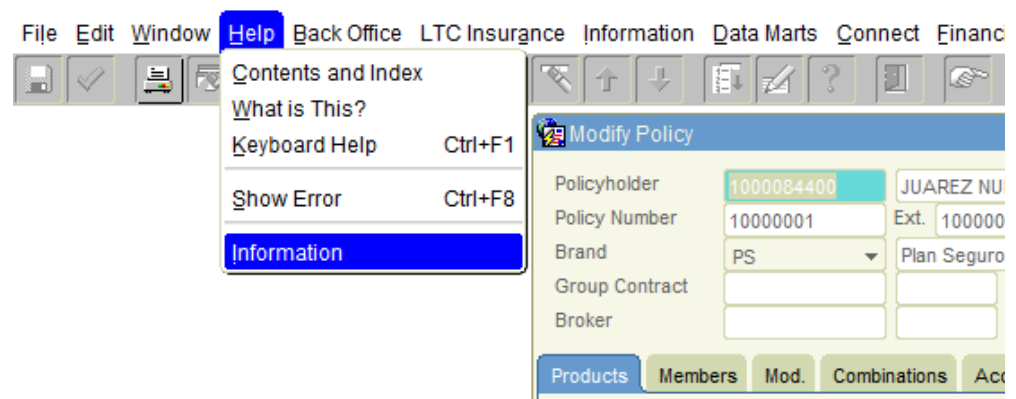 File Edit Window Help Back Office LTC Insurance Information Data Marts Connect
Contents and Index
What is This?
Keyboard Help Ctrl+F1
Show Error Ctrl+F8
Information
?
Modify Policy
Policyholder 1000084400 JUAREZ
Policy Number 10000001 Ext. 100000
Brand PS Plan Seguro
Group Contract
Broker
Products Members Mod. Combinations